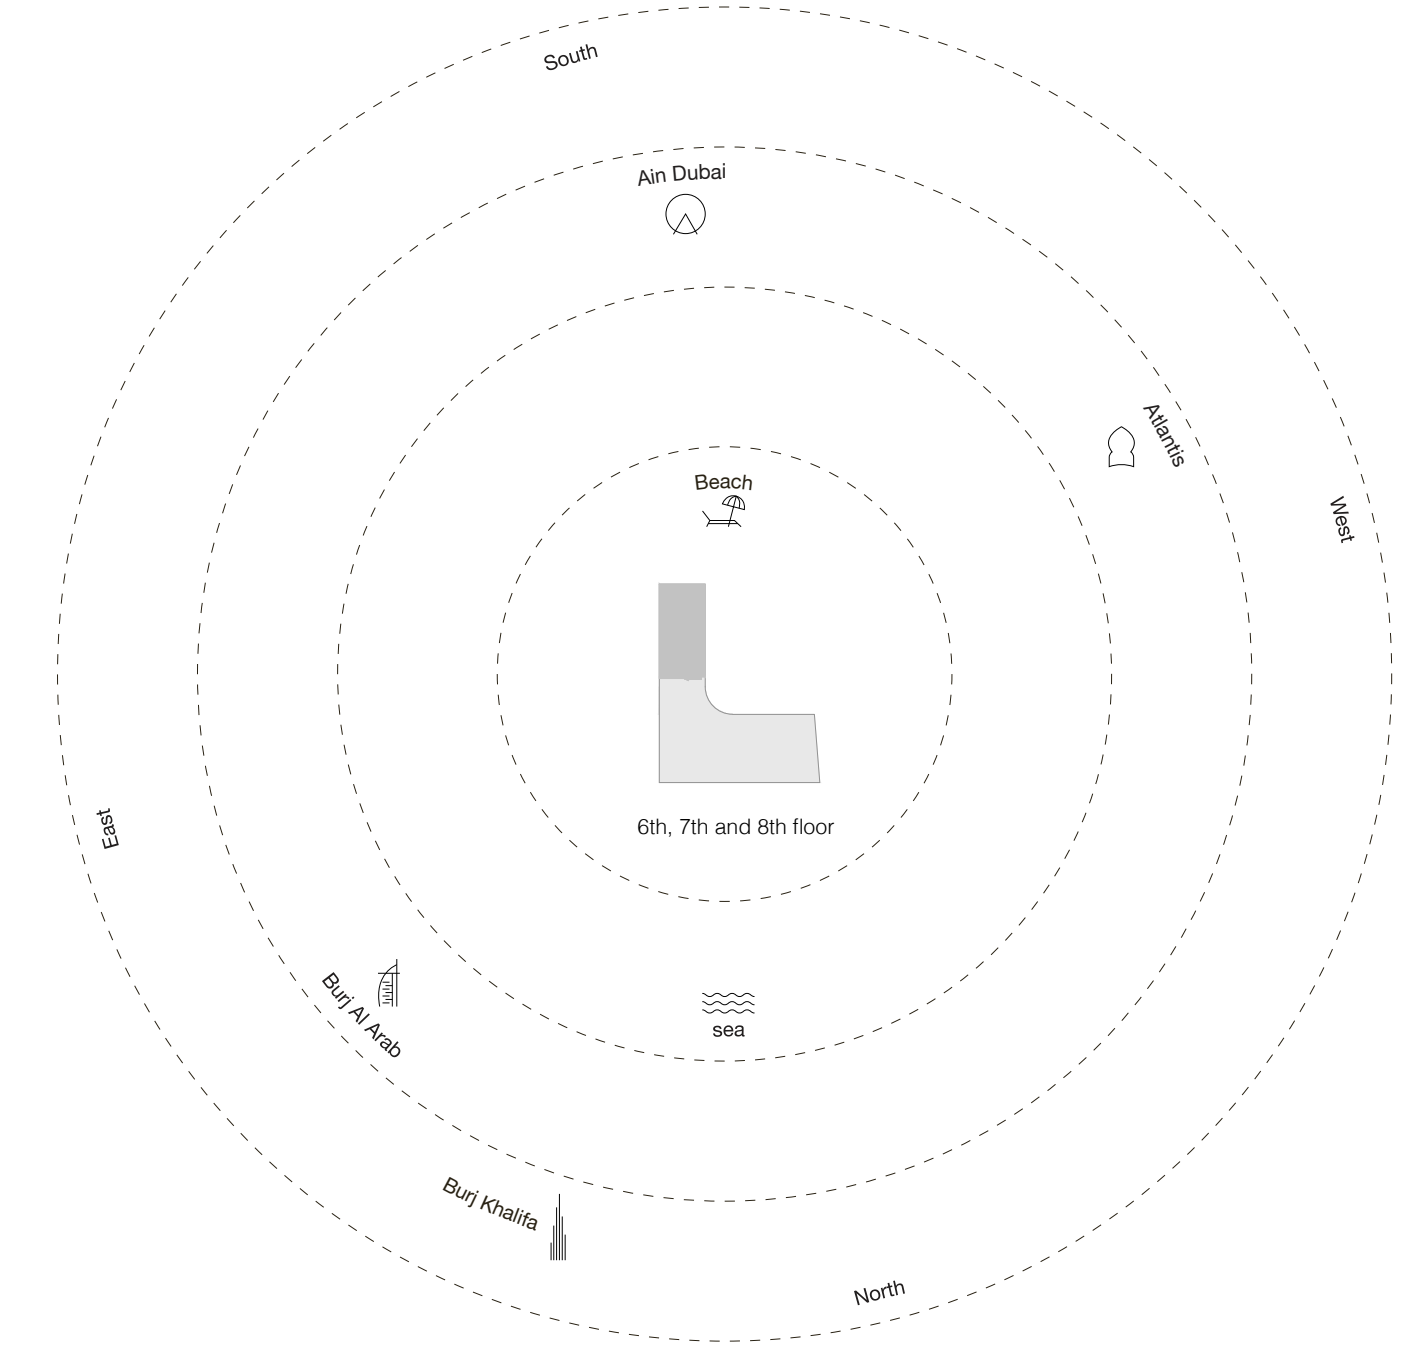 South
Ain Dubai
Atlantis
Beach
West
East
6th, 7th and 8th floor
Burj Al Arab
sea
Burj Khalifa
North